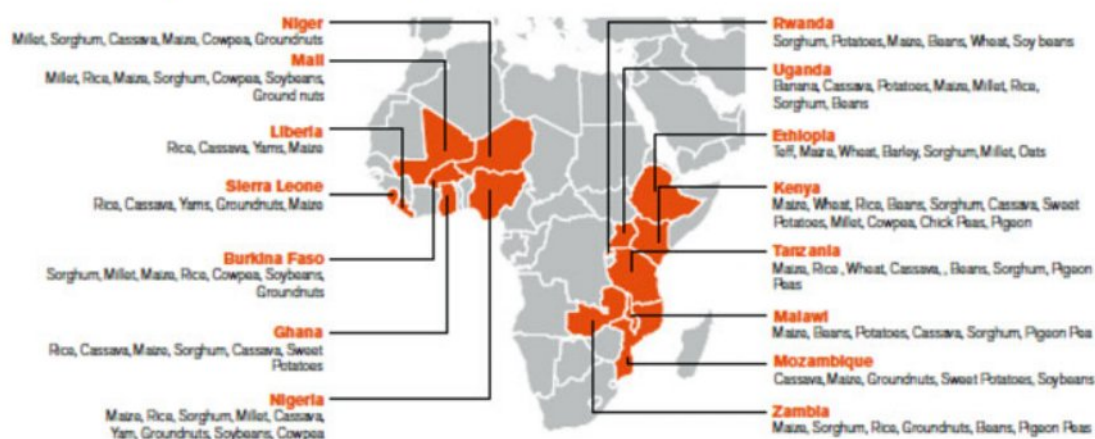 Niger
Millet, Sorghum, Cassava, Maize, Cowpea, Groundnuts
Mali
Millet, Rice, Maize, Sorghum, Cowpea, Soybeans,
Ground nuts
Liberia
Rice, Cassava, Yams, Maize
Sierra Leone
Rice, Cassava, Yams, Groundnuts, Maize
Burkina Faso
Sorghum, Millet, Maize, Rice, Cowpea, Soybeans,
Groundnuts
Ghana
Rice, Cassava, Maize, Sorghum, Cassava, Sweet
Potatoes
Nigeria
Maize, Rice, Sorghum, Millet, Cassava,
Yam, Groundnuts, Soybeans, Cowpea
Rwanda
Sorghum, Potatoes, Maize, Beans, Wheat, Soy beans
Uganda
Banana, Cassava, Potatoes, Maize, Millet, Rice,
Sorghum, Beans
Ethiopia
Teff, Maize, Wheat, Barley, Sorghum, Millet, Oats
Kenya
Maize, Wheat, Rice, Beans, Sorghum, Cassava, Sweet
Potatoes, Millet, Cowpea, Chick Peas, Pigeon
Tanzania
Maize, Rice , Wheat, Cassava, , Beans, Sorghum, Pigeon
Peas
Malawi
Maize, Beans, Potatoes, Cassava, Sorghum, Pigeon Pea
Mozambique
Cassava, Maize, Groundnuts, Sweet Potatoes, Soybeans
Zambia
Maize, Sorghum, Rice, Groundnuts, Beans, Pigeon Peas